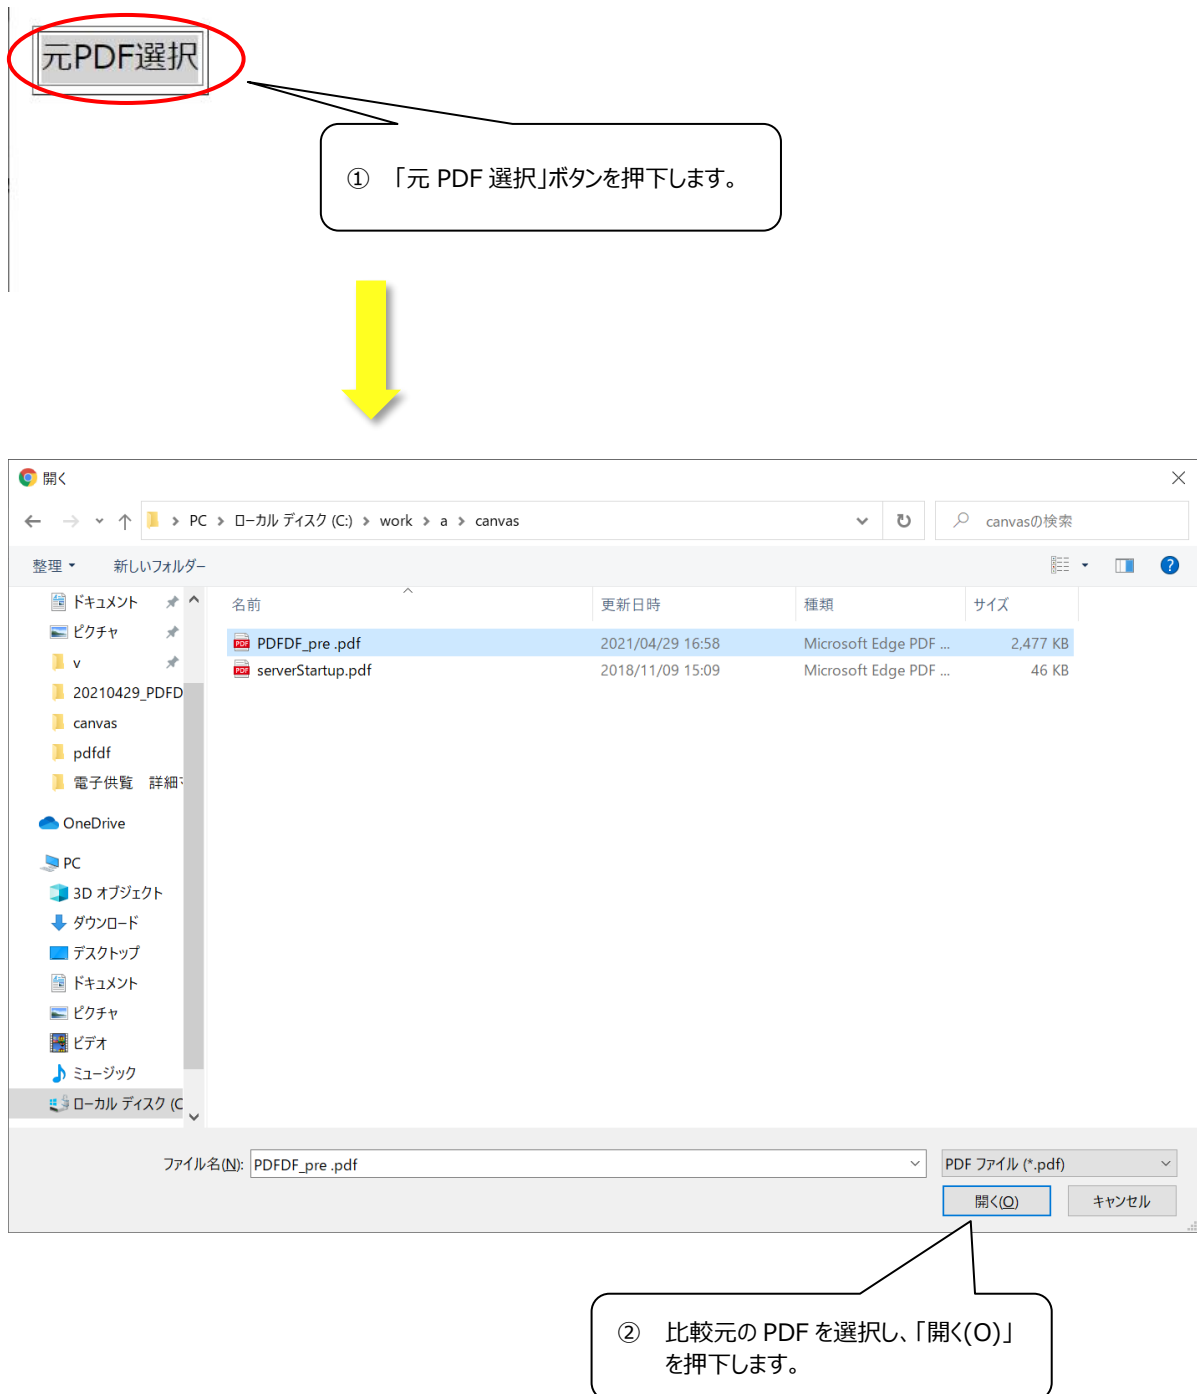 元PDF選択
① 「元 PDF 選択」ボタンを押下します。
開く
PC › ローカル ディスク (C:) › work › a › canvas
canvasの検索
整理
新しいフォルダー
ドキュメント
ピクチャ
v
20210429_PDFD
canvas
pdfdf
電子供覧 詳細
OneDrive
PC
3D オブジェクト
ダウンロード
デスクトップ
ドキュメント
ピクチャ
ビデオ
ミュージック
ローカル ディスク (C
名前 更新日時 種類 サイズ
PDFDF_pre .pdf 2021/04/29 16:58 Microsoft Edge PDF ... 2,477 KB
serverStartup.pdf 2018/11/09 15:09 Microsoft Edge PDF ... 46 KB
ファイル名(N): PDFDF_pre .pdf
PDF ファイル (*.pdf)
開く(O) キャンセル
② 比較元の PDF を選択し、「開く(O)」
を押下します。